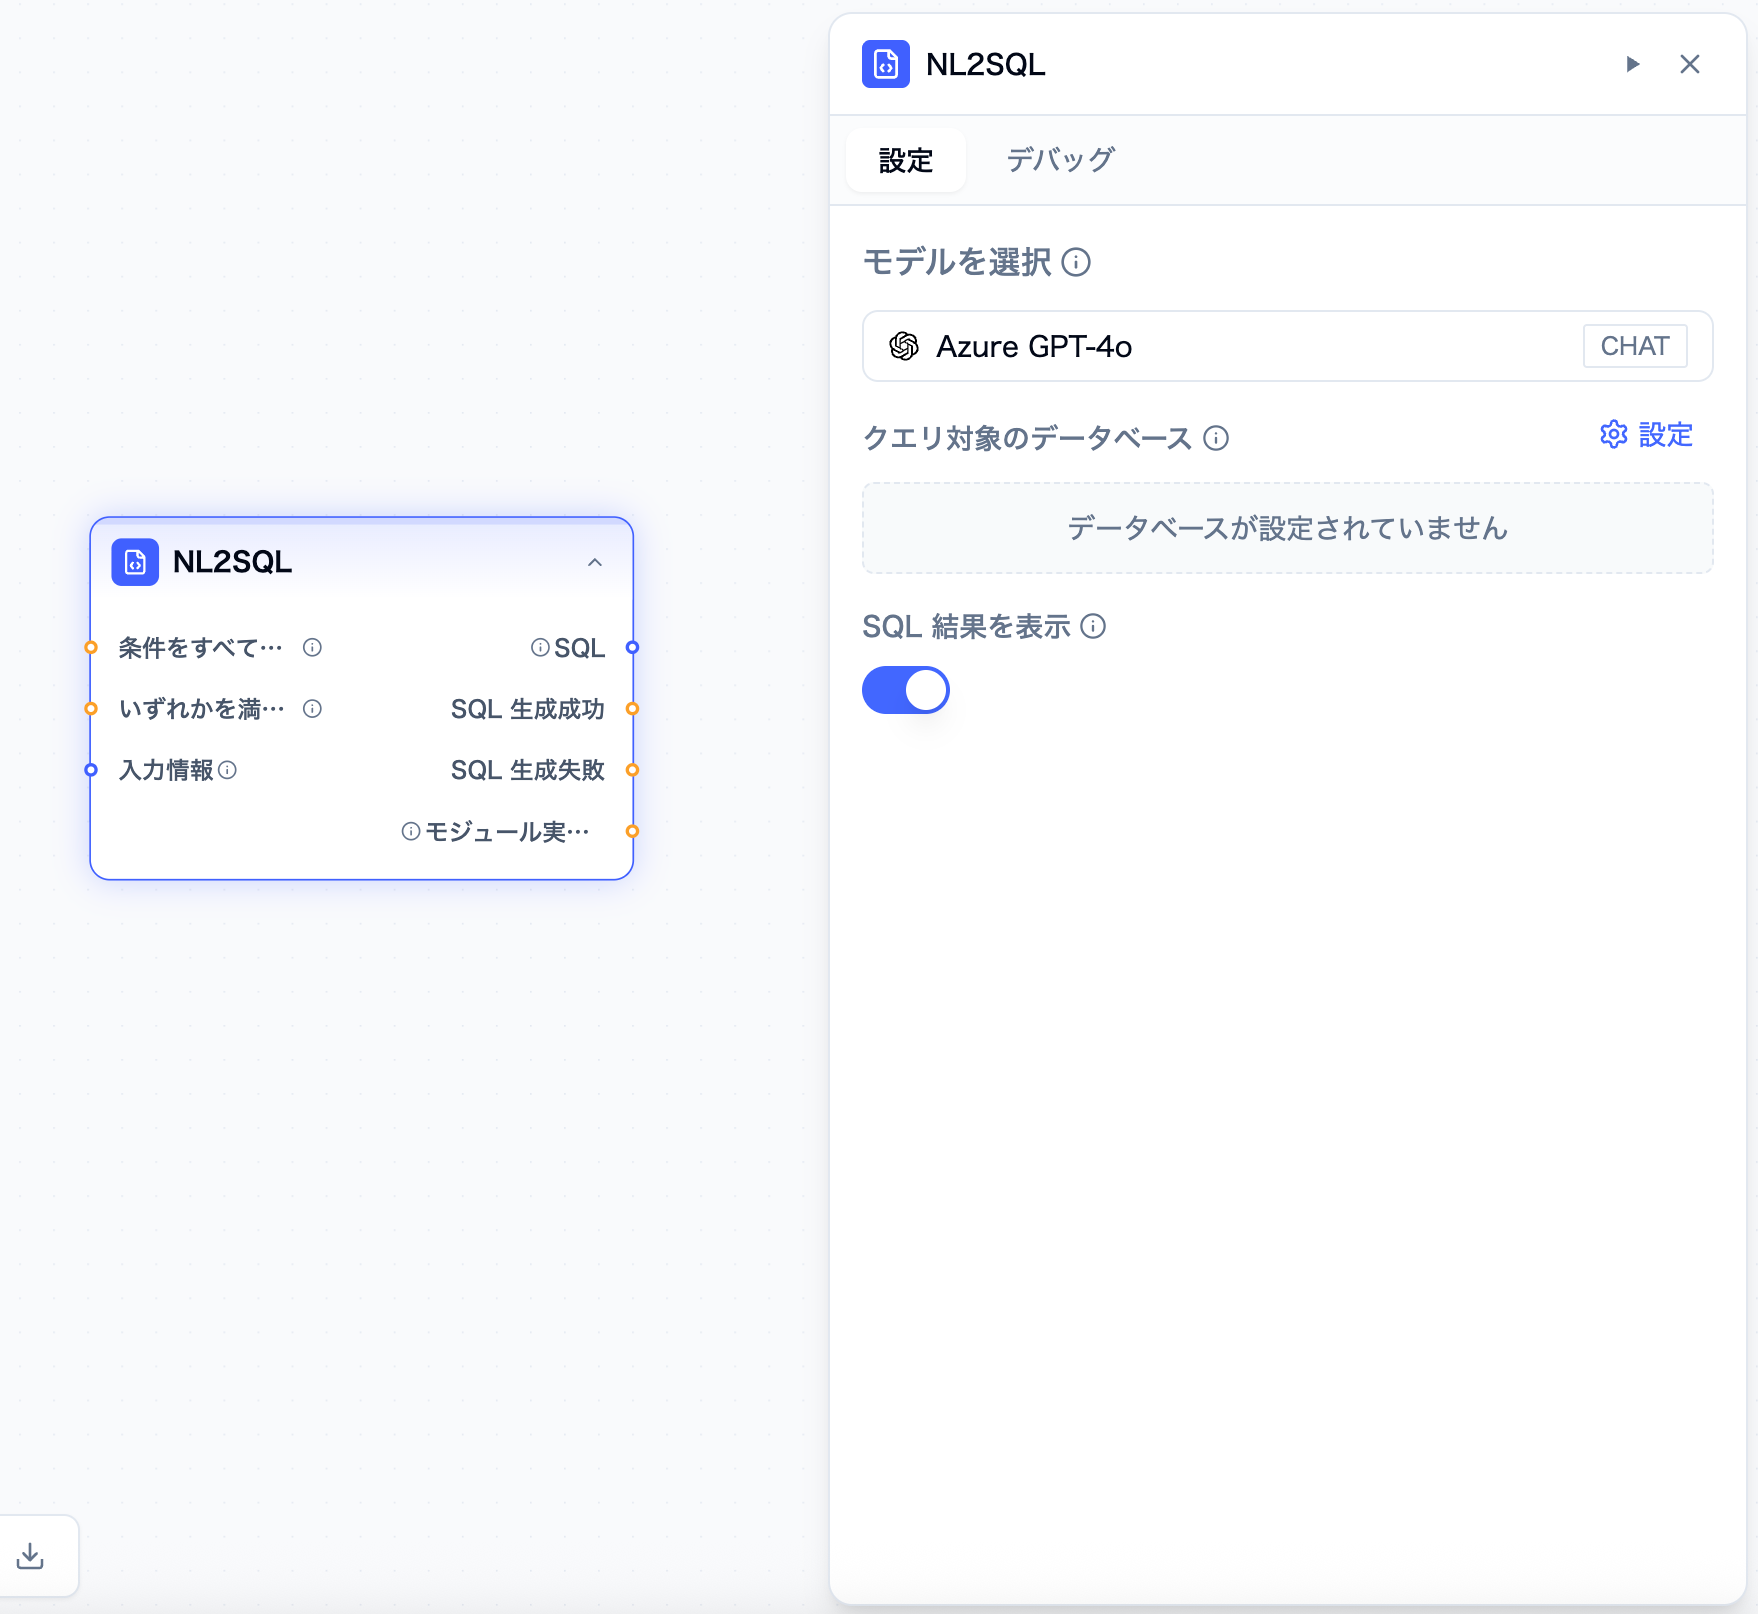 NL2SQL
条件をすべて…
SQL
いずれかを満…
SQL 生成成功
入力情報
SQL 生成失敗
モジュール実…
NL2SQL
設定
デバッグ
モデルを選択
Azure GPT-4o
CHAT
クエリ対象のデータベース
設定
データベースが設定されていません
SQL 結果を表示